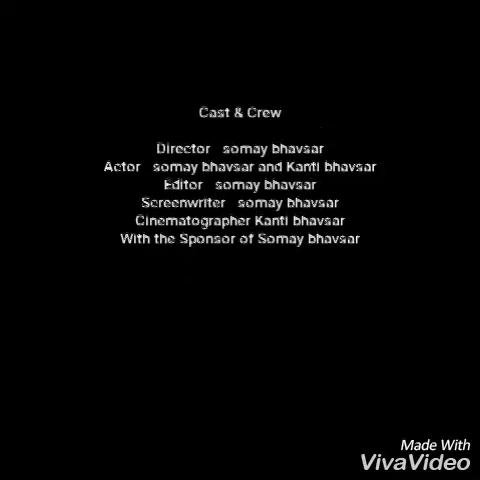 Cast & Crew
Director somay bhavsar
Actor somay bhavsar and Kanti bhavsar
Editor somay bhavsar
Screenwriter somay bhavsar
Cinematographer Kanti bhavsar
With the Sponsor of Somay bhavsar
Made With
VivaVideo